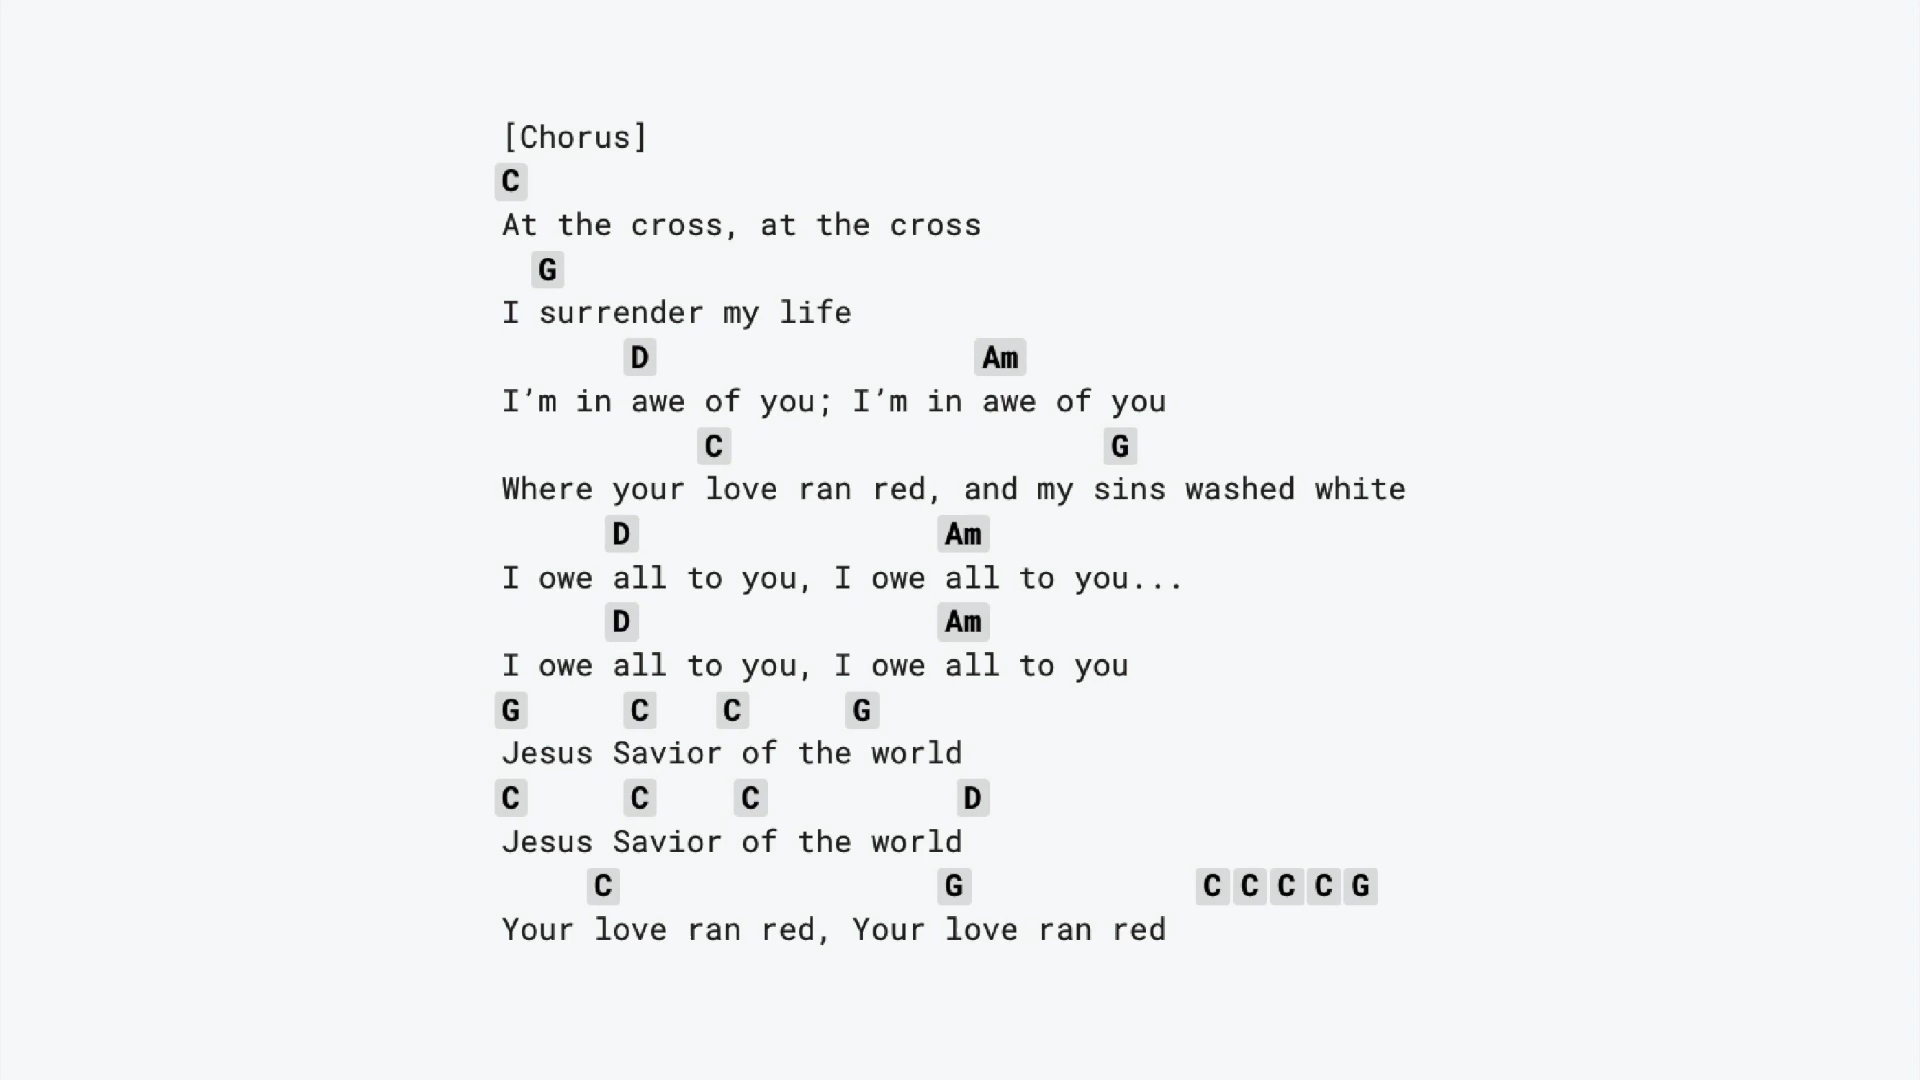 [Chorus]
C
At the cross, at the cross
G
I surrender my life
D Am
I’m in awe of you; I’m in awe of you
C G
Where your love ran red, and my sins washed white
D Am
I owe all to you, I owe all to you...
D Am
I owe all to you, I owe all to you
G C C G
Jesus Savior of the world
C C C D
Jesus Savior of the world
C G C C C C G
Your love ran red, Your love ran red